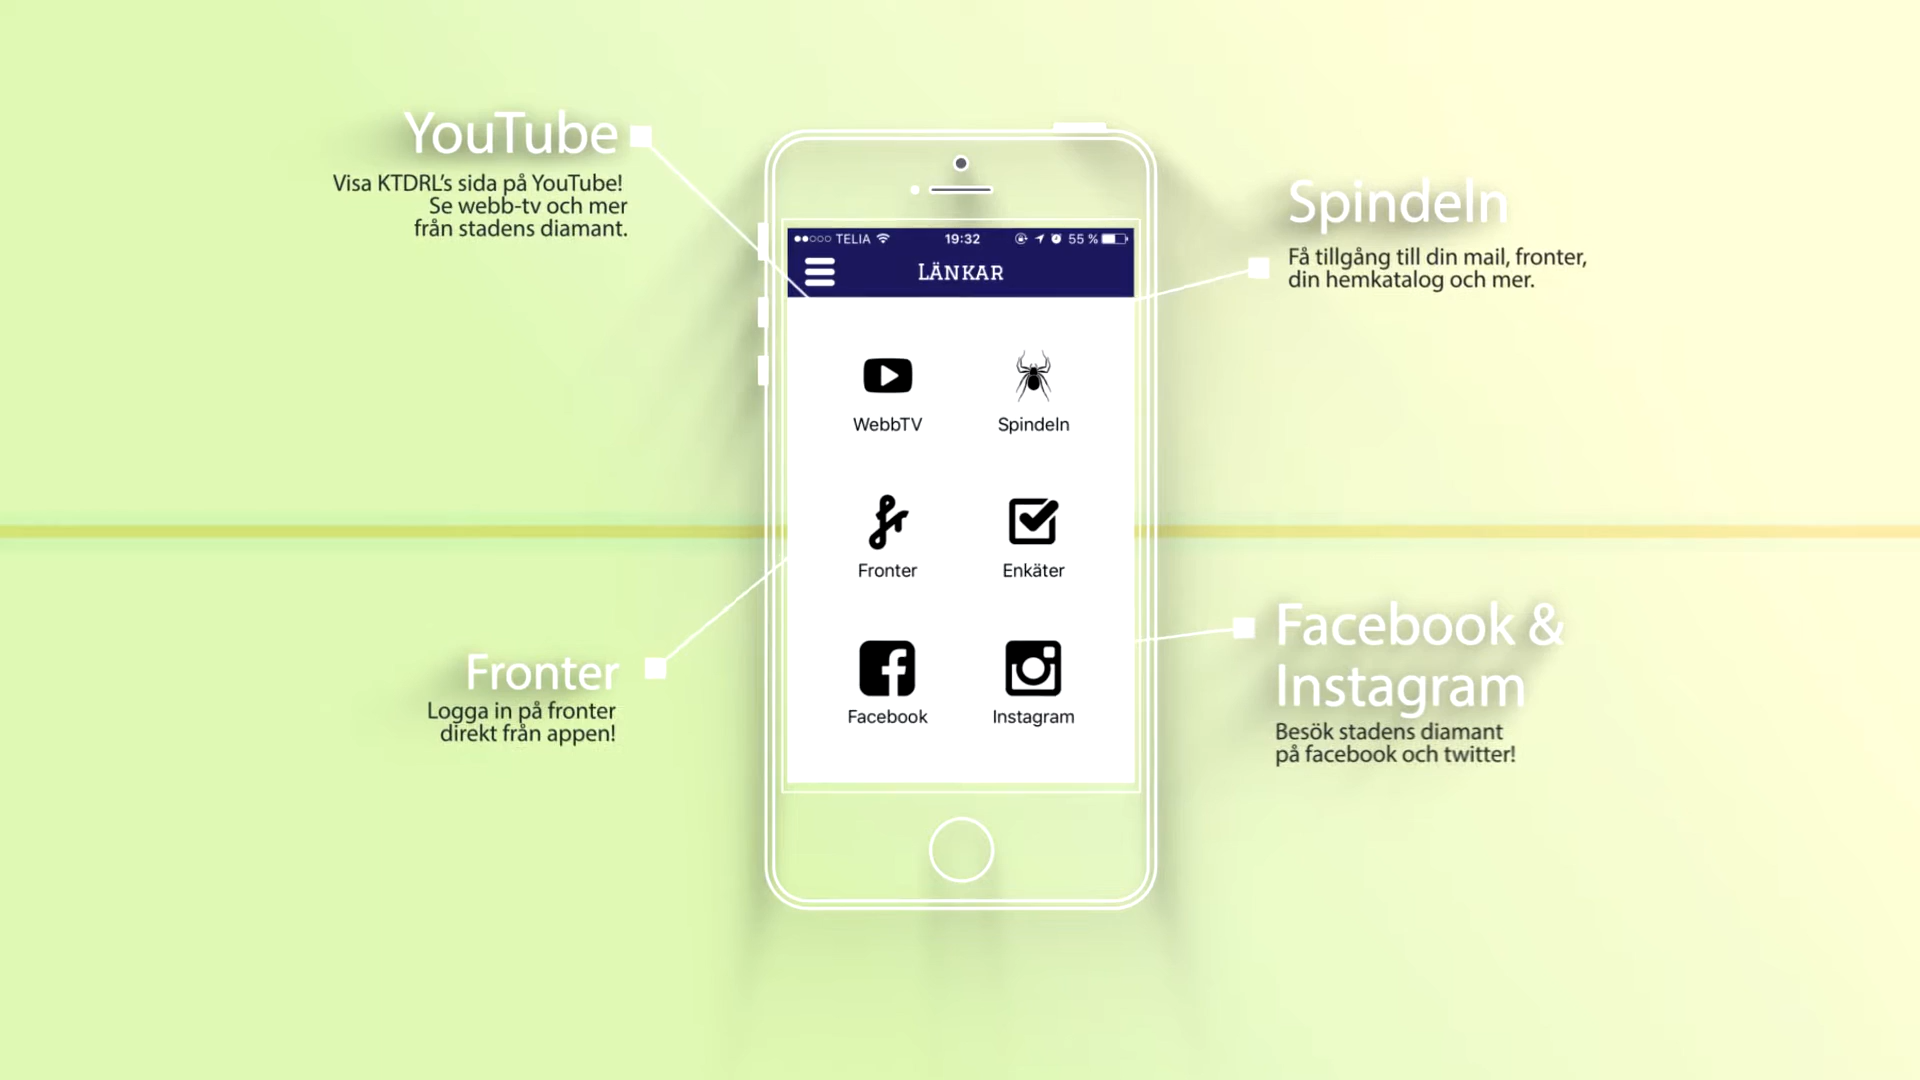 YouTube
Visa KTDRL's sida på YouTube!
Se webb-tv och mer
från stadens diamant.
Spindeln
Få tillgång till din mail, fronter,
din hemkatalog och mer.
TELIA 19:32 55 %
LÄNKAR
WebbTV Spindeln
Fronter Enkäter
Facebook Instagram
Fronter
Logga in på fronter
direkt från appen!
Facebook &
Instagram
Besök stadens diamant
på facebook och twitter!